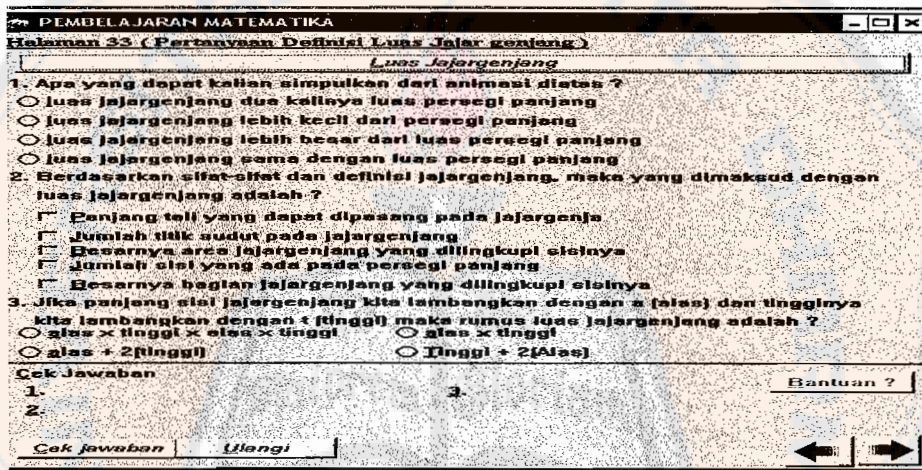 PEMBELAJARAN MATEMATIKA
Halaman 33 ( Pertanyaan Definisi Luas Jajar genjang )
Luas Jajargenjang
1. Apa yang dapat kalian simpulkan dari animasi diatas ?
luas jajargenjang dua kalinya luas persegi panjang
luas jajargenjang lebih kecil dari persegi panjang
luas jajargenjang lebih besar dari luas persegi panjang
luas jajargenjang sama dengan luas persegi panjang
2. Berdasarkan sifat-sifat dan definisi jajargenjang, maka yang dimaksud dengan
luas jajargenjang adalah ?
Panjang tali yang dapat dipasang pada jajargenja
Jumlah titik sudut pada jajargenjang
Besarnya area jajargenjang yang dilingkupi sisinya
Jumlah sisi yang ada pada persegi panjang
Besarnya bagian jajargenjang yang dilingkupi sisinya
3. Jika panjang sisi jajargenjang kita lambangkan dengan a (alas) dan tingginya
kita lambangkan dengan t (tinggi) maka rumus luas jajargenjang adalah ?
alas x tinggi x alas x tinggi alas x tinggi
alas + 2(tinggi) Tinggi + 2(Alas)
Cek Jawaban
Bantuan ?
1. 3.
2.
Cek jawaban Ulangi